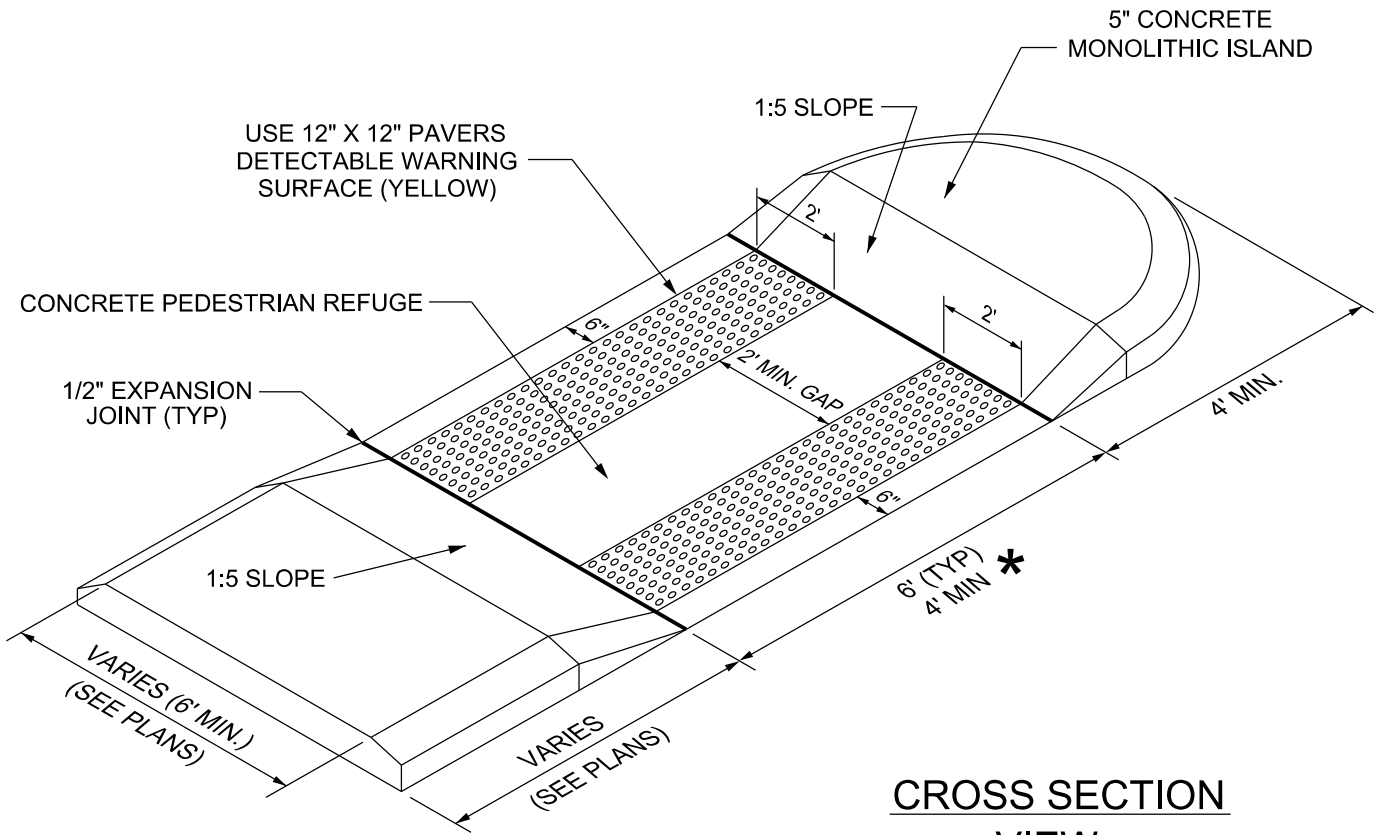 5" CONCRETE
MONOLITHIC ISLAND
1:5 SLOPE
USE 12" X 12" PAVERS
DETECTABLE WARNING
SURFACE (YELLOW)
2'
CONCRETE PEDESTRIAN REFUGE
6"
2'
2' MIN. GAP
1/2" EXPANSION
JOINT (TYP)
4' MIN.
6"
1:5 SLOPE
6' (TYP)
4' MIN *
VARIES (6' MIN.)
(SEE PLANS)
VARIES
(SEE PLANS)
CROSS SECTION
VIEW